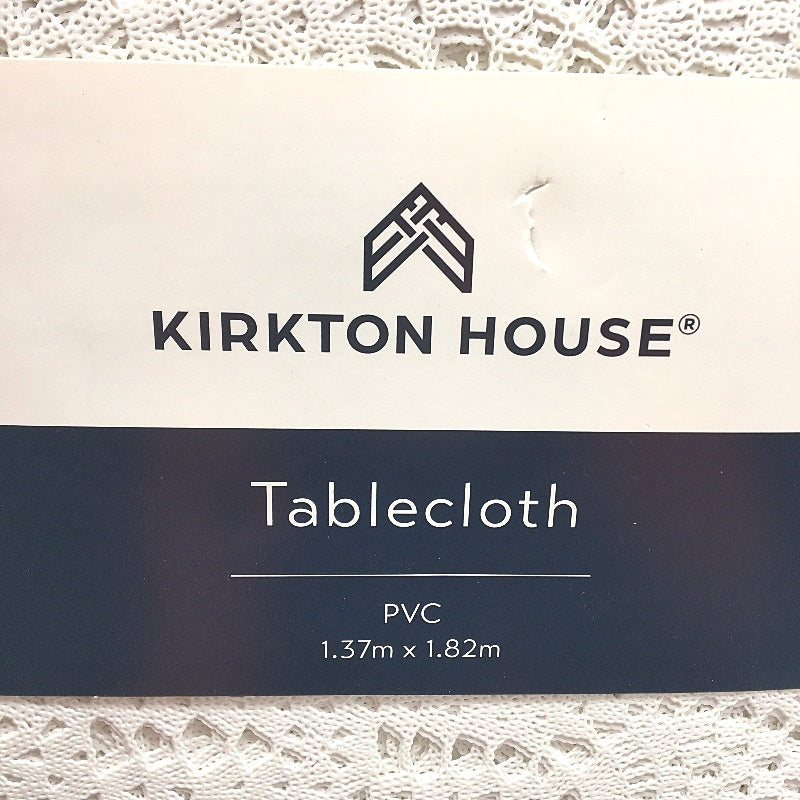 KIRKTON HOUSE®
Tablecloth
PVC
1.37m x 1.82m